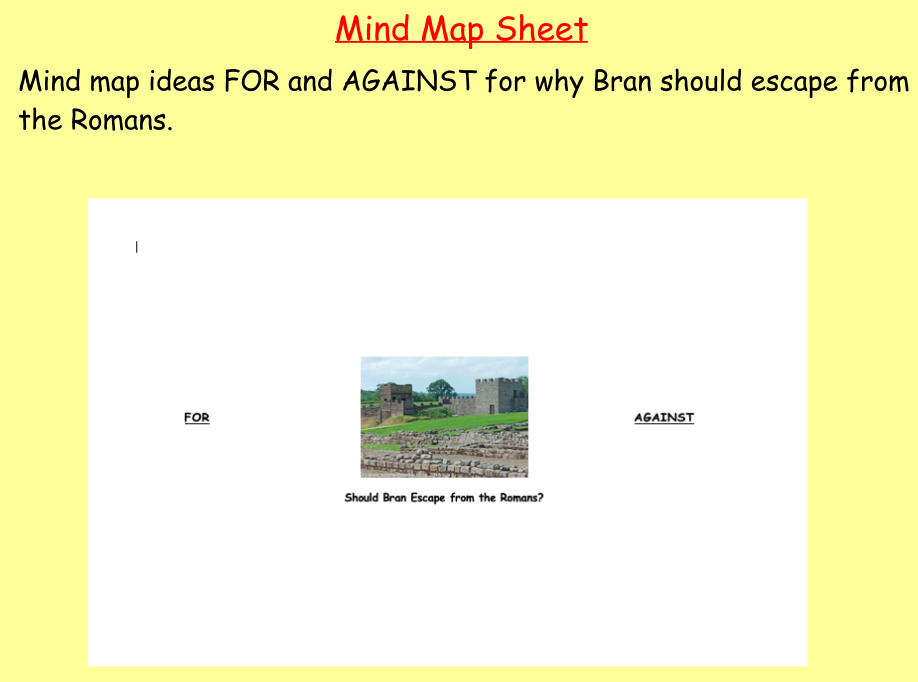 Mind Map Sheet
Mind map ideas FOR and AGAINST for why Bran should escape from
the Romans.
FOR
AGAINST
Should Bran Escape from the Romans?